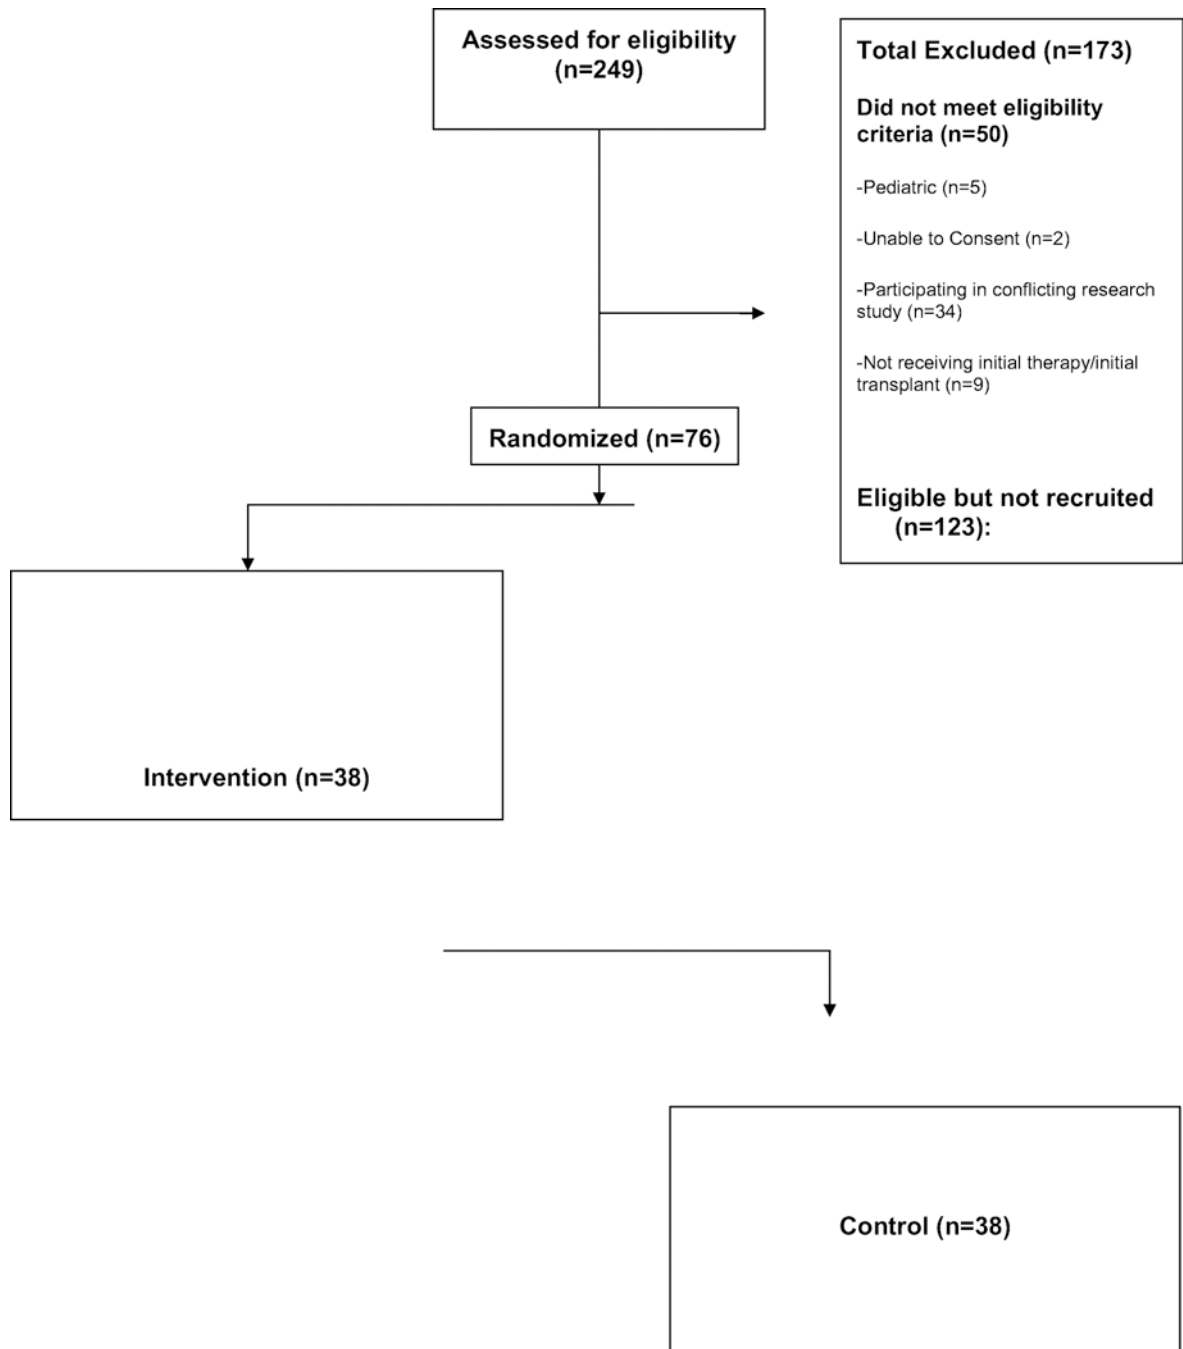 Assessed for eligibility
(n=249)
Total Excluded (n=173)
Did not meet eligibility
criteria (n=50)
-Pediatric (n=5)
-Unable to Consent (n=2)
-Participating in conflicting research
study (n=34)
-Not receiving initial therapy/initial
transplant (n=9)
Eligible but not recruited
(n=123):
Randomized (n=76)
Intervention (n=38)
Control (n=38)